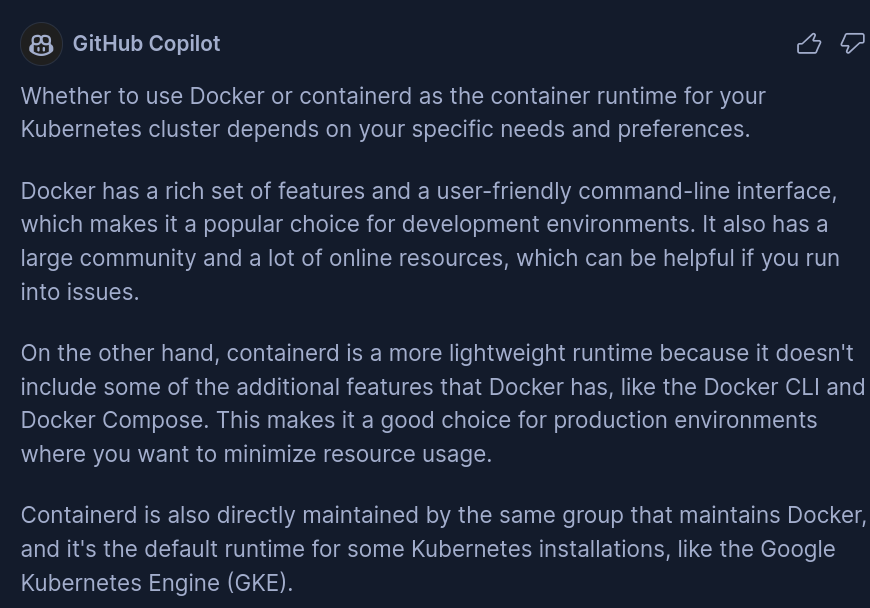 GitHub Copilot
Whether to use Docker or containerd as the container runtime for your
Kubernetes cluster depends on your specific needs and preferences.
Docker has a rich set of features and a user-friendly command-line interface,
which makes it a popular choice for development environments. It also has a
large community and a lot of online resources, which can be helpful if you run
into issues.
On the other hand, containerd is a more lightweight runtime because it doesn't
include some of the additional features that Docker has, like the Docker CLI and
Docker Compose. This makes it a good choice for production environments
where you want to minimize resource usage.
Containerd is also directly maintained by the same group that maintains Docker,
and it's the default runtime for some Kubernetes installations, like the Google
Kubernetes Engine (GKE).